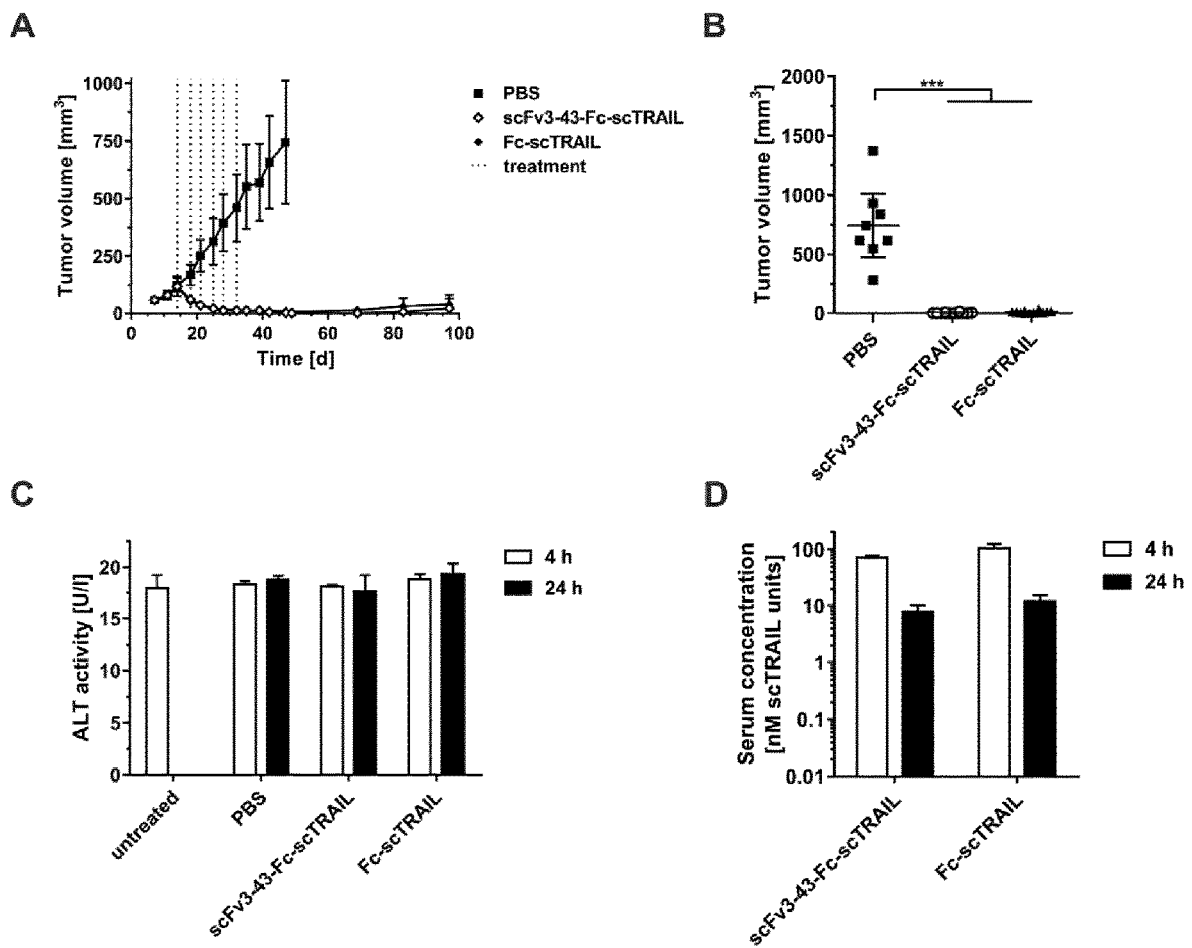 A
Tumor volume [mm³]
1000
750
500
250
0
0 20 40 60 80 100
Time [d]
PBS
scFv3-43-Fc-scTRAIL
Fc-scTRAIL
treatment
B
Tumor volume [mm³]
2000
1500
1000
500
0
***
PBS
scFv3-43-Fc-scTRAIL
Fc-scTRAIL
C
ALT activity [U/l]
20
15
10
5
0
untreated
PBS
scFv3-43-Fc-scTRAIL
Fc-scTRAIL
4 h
24 h
D
Serum concentration
[nM scTRAIL units]
100
10
1
0.1
0.01
scFv3-43-Fc-scTRAIL
Fc-scTRAIL
4 h
24 h